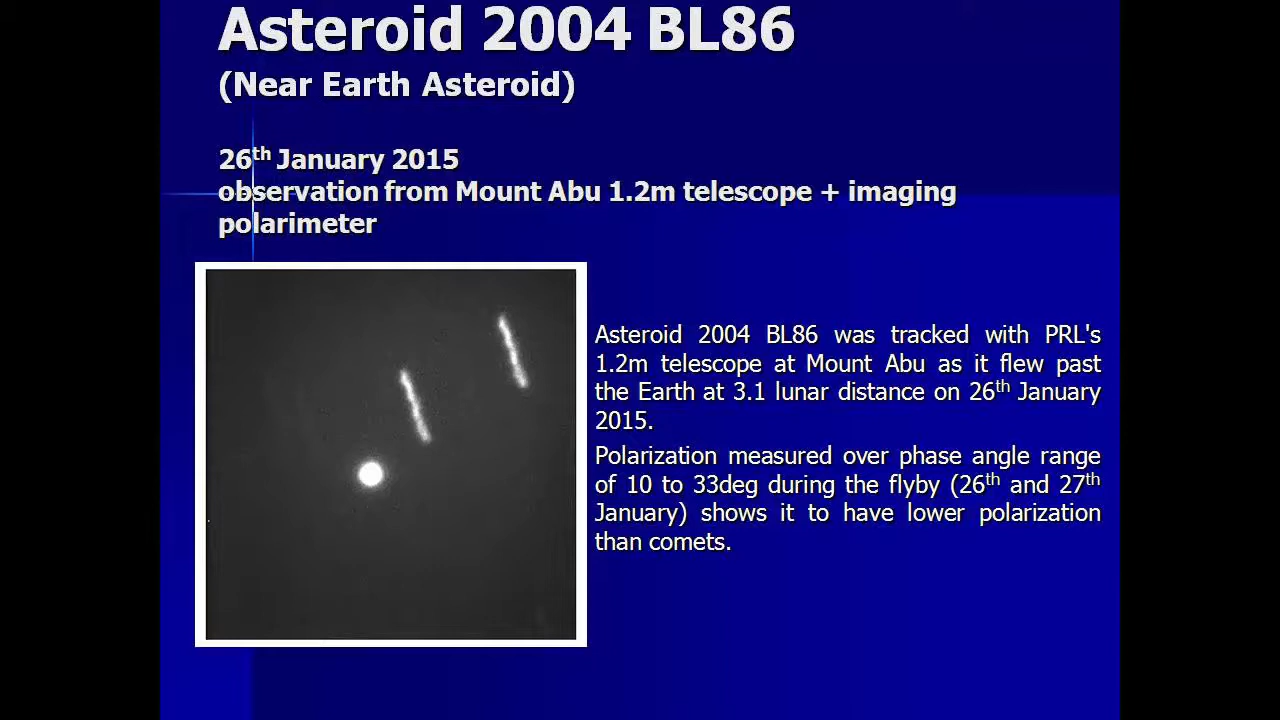 Asteroid 2004 BL86
(Near Earth Asteroid)
26th January 2015
observation from Mount Abu 1.2m telescope + imaging
polarimeter
Asteroid 2004 BL86 was tracked with PRL's
1.2m telescope at Mount Abu as it flew past
the Earth at 3.1 lunar distance on 26th January
2015.
Polarization measured over phase angle range
of 10 to 33deg during the flyby (26th and 27th
January) shows it to have lower polarization
than comets.